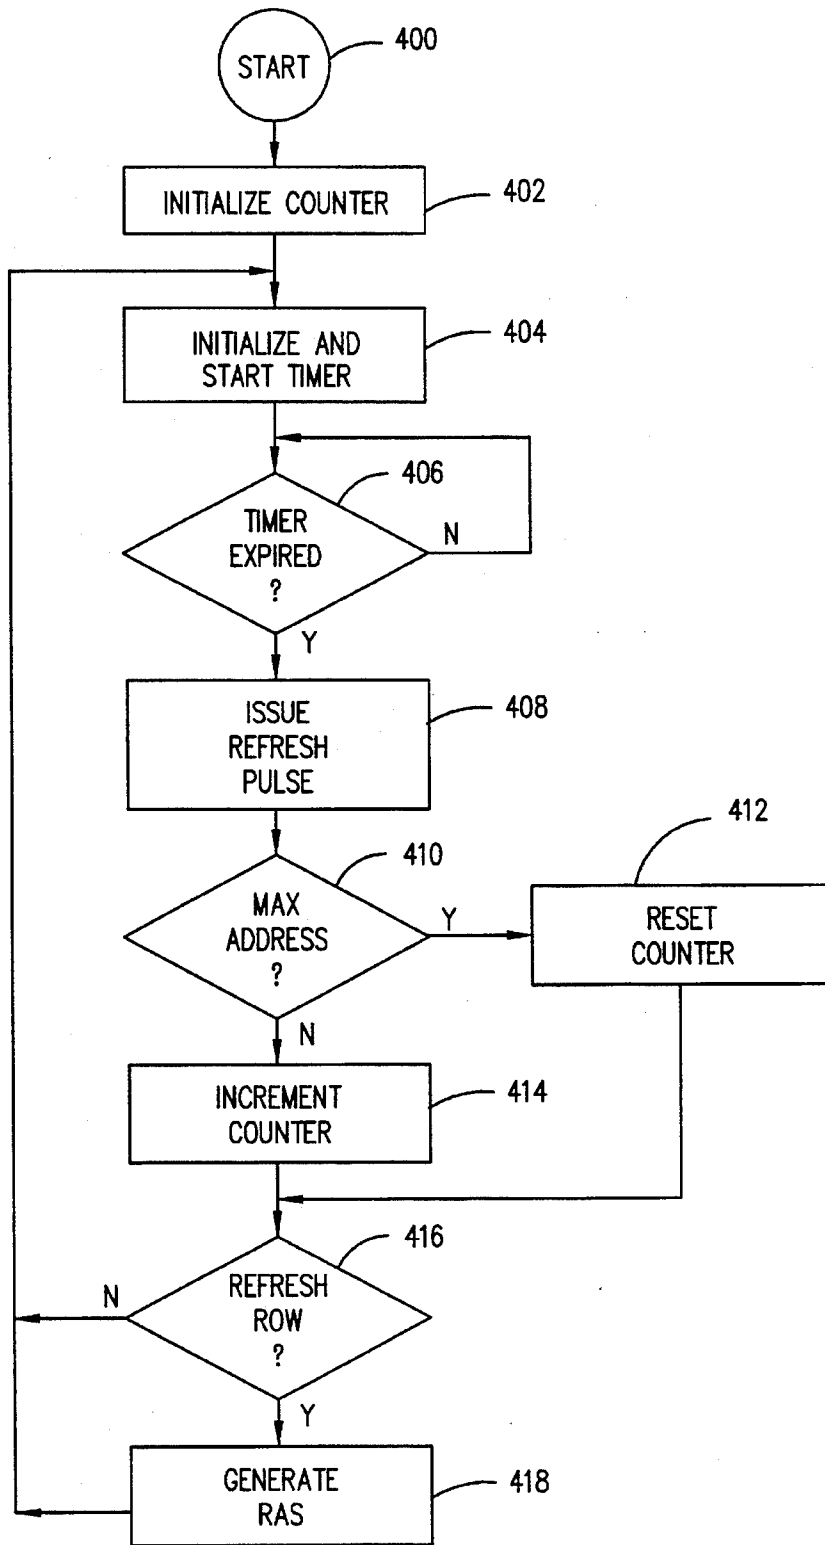 START
400
INITIALIZE COUNTER
402
INITIALIZE AND
START TIMER
404
406
TIMER
EXPIRED
?
N
Y
ISSUE
REFRESH
PULSE
408
410
MAX
ADDRESS
?
Y
412
RESET
COUNTER
N
INCREMENT
COUNTER
414
416
REFRESH
ROW
?
N
Y
GENERATE
RAS
418